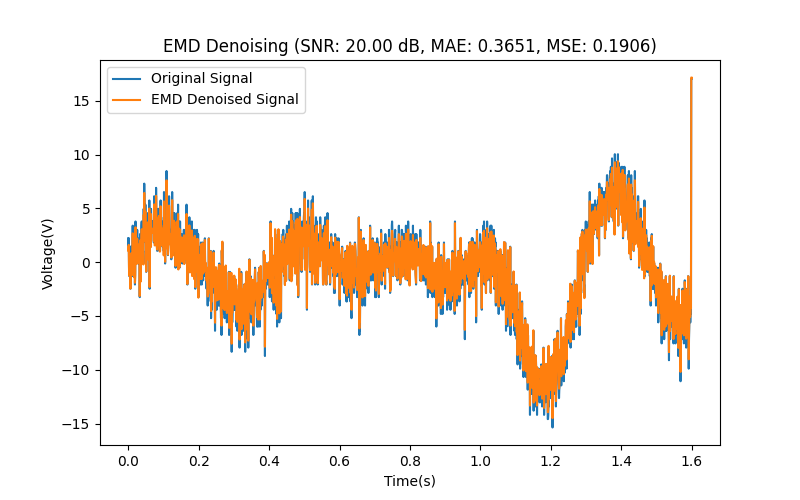 EMD Denoising (SNR: 20.00 dB, MAE: 0.3651, MSE: 0.1906)
Original Signal
EMD Denoised Signal
15
10
5
0
−5
−10
−15
Voltage(V)
0.0 0.2 0.4 0.6 0.8 1.0 1.2 1.4 1.6
Time(s)